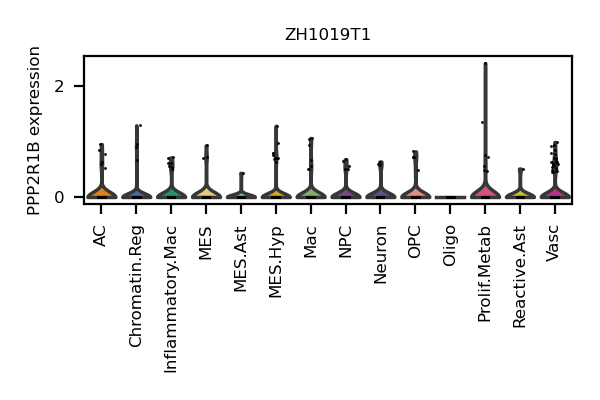 ZH1019T1
PPP2R1B expression
2
0
AC
Chromatin.Reg
Inflammatory.Mac
MES
MES.Ast
MES.Hyp
Mac
NPC
Neuron
OPC
Oligo
Prolif.Metab
Reactive.Ast
Vasc